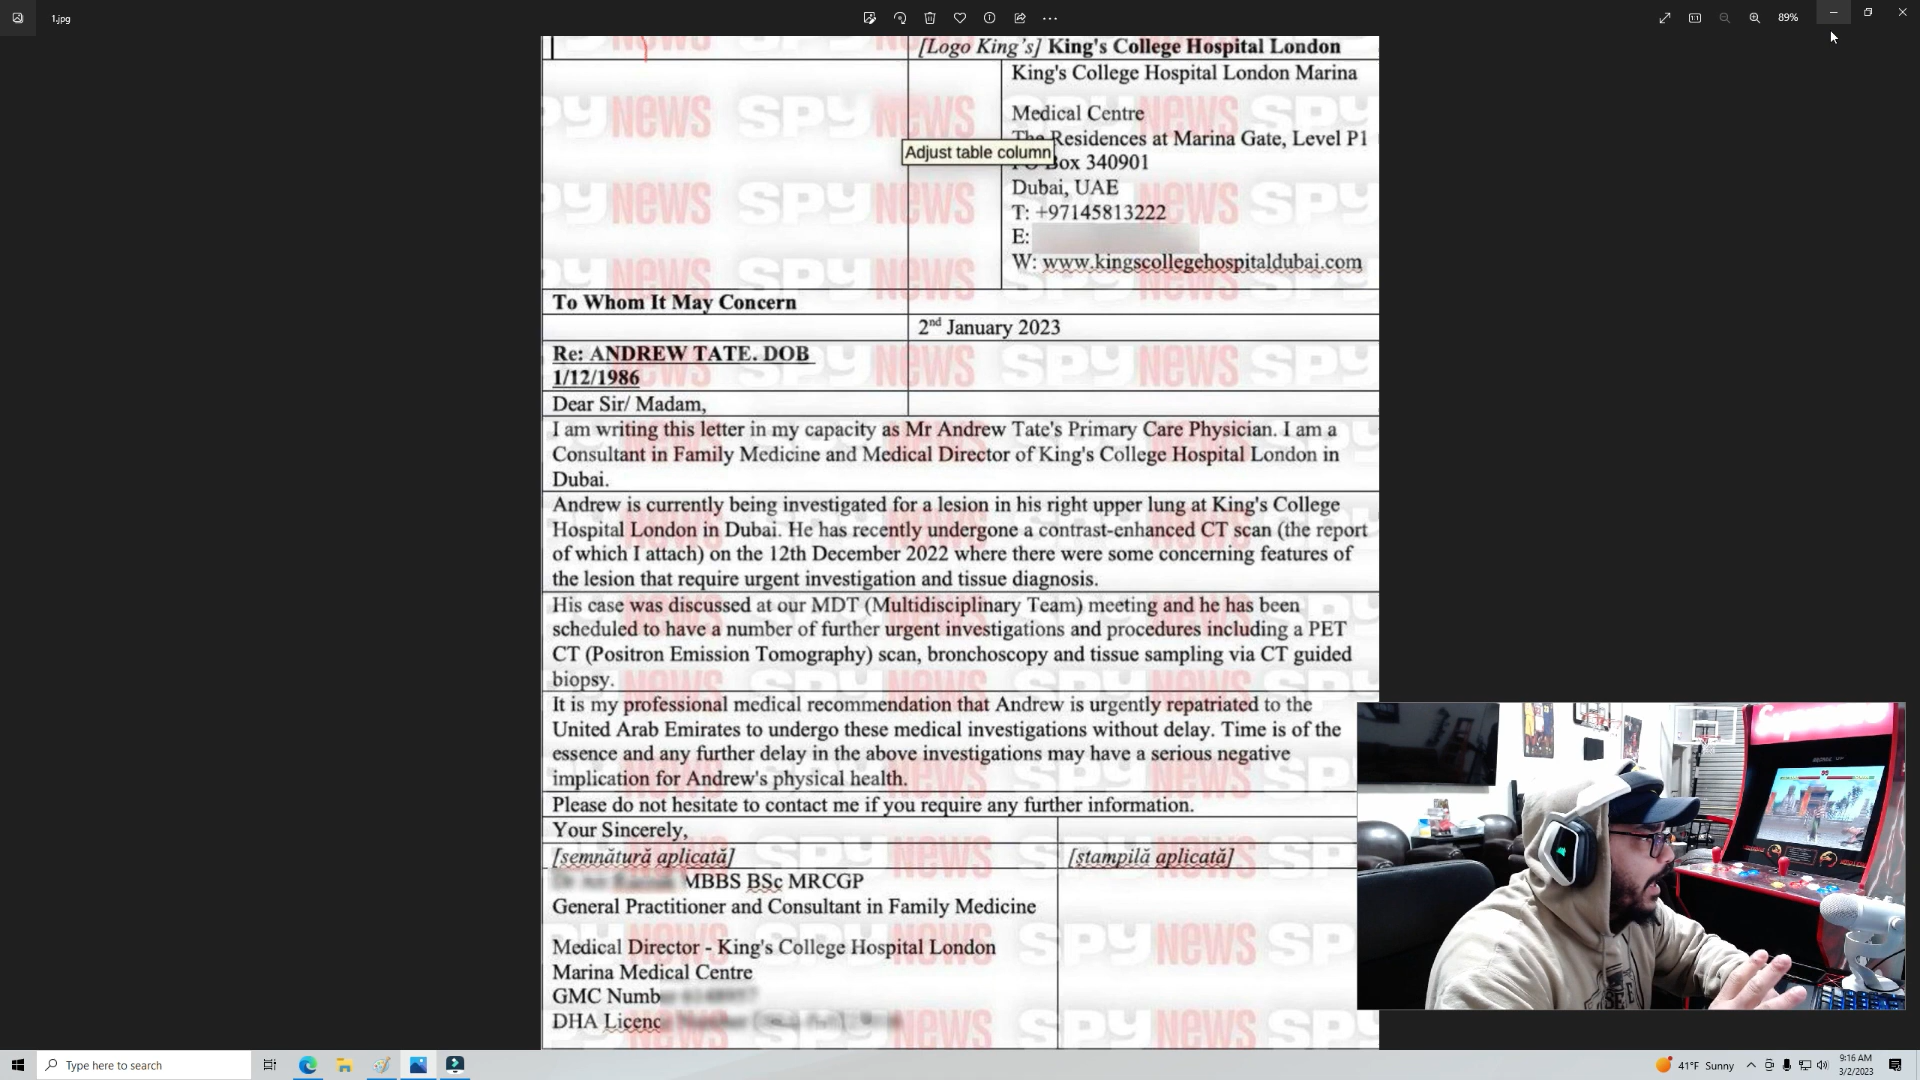 1.jpg
89%
[Logo King's] King's College Hospital London
King's College Hospital London Marina
Medical Centre
The Residences at Marina Gate, Level P1
Adjust table column
PO Box 340901
Dubai, UAE
T: +97145813222
E:
W: www.kingscollegehospitaldubai.com
To Whom It May Concern
2nd January 2023
Re: ANDREW TATE. DOB
1/12/1986
Dear Sir/ Madam,
I am writing this letter in my capacity as Mr Andrew Tate's Primary Care Physician. I am a
Consultant in Family Medicine and Medical Director of King's College Hospital London in
Dubai.
Andrew is currently being investigated for a lesion in his right upper lung at King's College
Hospital London in Dubai. He has recently undergone a contrast-enhanced CT scan (the report
of which I attach) on the 12th December 2022 where there were some concerning features of
the lesion that require urgent investigation and tissue diagnosis.
His case was discussed at our MDT (Multidisciplinary Team) meeting and he has been
scheduled to have a number of further urgent investigations and procedures including a PET
CT (Positron Emission Tomography) scan, bronchoscopy and tissue sampling via CT guided
biopsy.
It is my professional medical recommendation that Andrew is urgently repatriated to the
United Arab Emirates to undergo these medical investigations without delay. Time is of the
essence and any further delay in the above investigations may have a serious negative
implication for Andrew's physical health.
Please do not hesitate to contact me if you require any further information.
Your Sincerely,
[semnătură aplicată]
[stampilă aplicată]
MBBS BSc MRCGP
General Practitioner and Consultant in Family Medicine
Medical Director - King's College Hospital London
Marina Medical Centre
GMC Numb
DHA Licenc
SPY NEWS
Type here to search
41°F Sunny
9:16 AM
3/2/2023